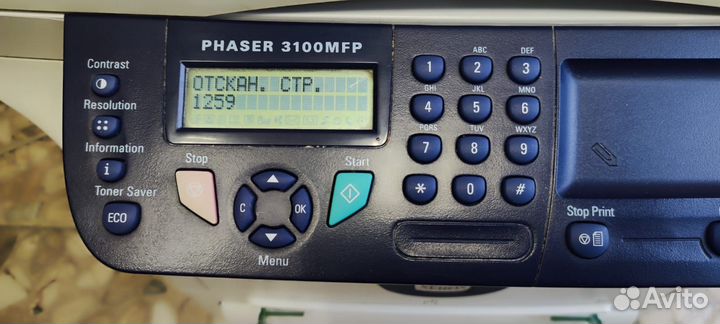 PHASER 3100MFP
Contrast
Resolution
Information
i
Toner Saver
ECO
ОТСКАН. СТР.
1259
Stop
Start
C
OK
Menu
1
ABC
2
DEF
3
GHI
4
JKL
5
MNO
6
PQRS
7
TUV
8
WXYZ
9
*
0
#
Stop Print
Avito